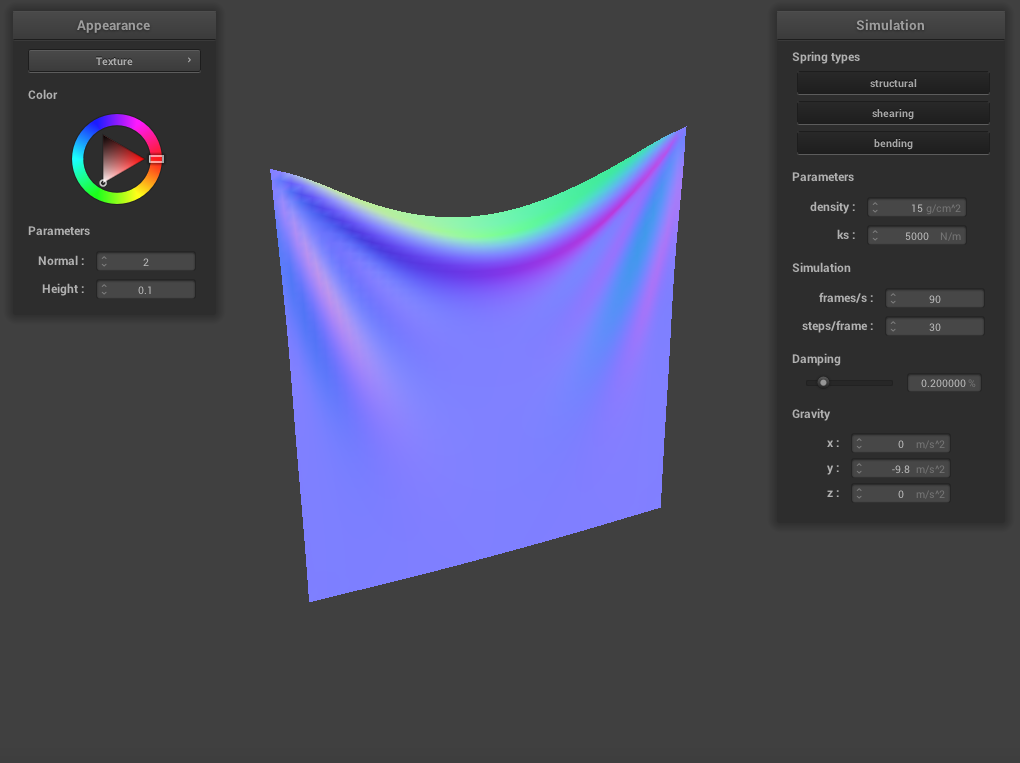 Appearance
Texture ›
Color
Parameters
Normal : 2
Height : 0.1
Simulation
Spring types
structural
shearing
bending
Parameters
density : 15 g/cm^2
ks : 5000 N/m
Simulation
frames/s : 90
steps/frame : 30
Damping
0.200000 %
Gravity
x : 0 m/s^2
y : -9.8 m/s^2
z : 0 m/s^2